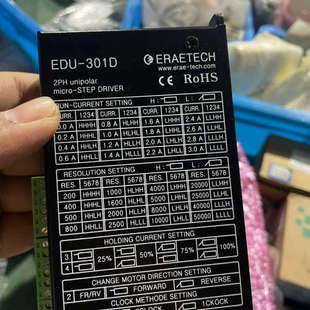 ERAETECH
EDU-301D
www.erae-tech.com
2PH unipolar
micro-STEP DRIVER
CE RoHS
RUN-CURRENT SETTING H: L:
CURR. 1234 CURR. 1234 CURR. 1234 CURR. 1234
0.0 A HHHH 0.8 A HLHH 1.6 A LHHH 2.4 A LLHH
0.2 A HHHL 1.0 A HLHL 1.8 A LHHL 2.6 A LLHL
0.4 A HHLH 1.2 A HLLH 2.0 A LHLH 2.8 A LLLH
0.6 A HHLL 1.4 A HLLL 2.2 A LHLL 3.0 A LLLL
RESOLUTION SETTING H: L:
RES. 5678 RES. 5678 RES. 5678 RES. 5678
200 HHHH 1000 4000 LHHH 20000 LLHH
400 HHHL 1600 5000 LHHL 25000 LLHL
500 HHLH 2000 HLLH 8000 LHLH 40000 LLLH
800 HHLL 2500 HLLL 10000 LHLL 50000 LLLL
HOLDING CURRENT SETTING
3
4 25% 50% 75% 100%
CHANGE MOTOR DIRECTION SETTING
2 FR/RV FORWARD REVERSE
CLOCK METHODE SETTING
1CKOCK